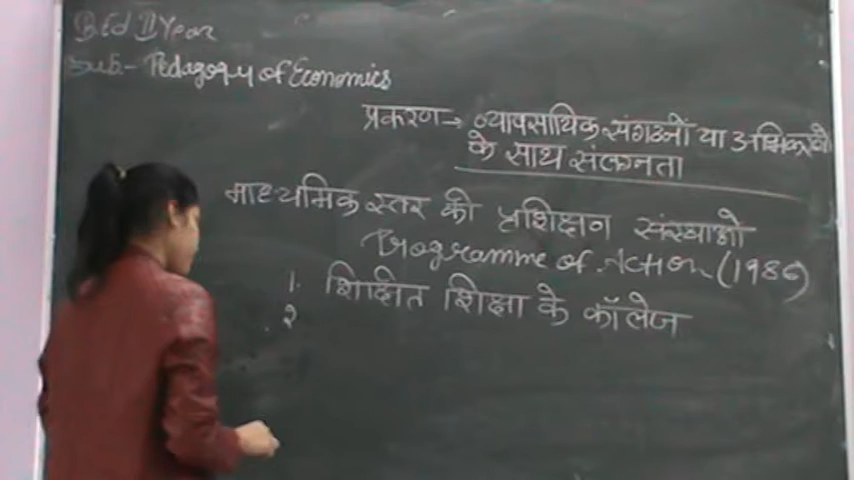 B.Ed II Year
Sub.- Pedagogy of Economics
प्रकरण→ व्यावसायिक संगठनों या अभिकरणों
के साथ संलग्नता
माध्यमिक स्तर की प्रशिक्षण संस्थाओ
Programme of Action (1986)
1. शिक्षित शिक्षा के कॉलेज
2